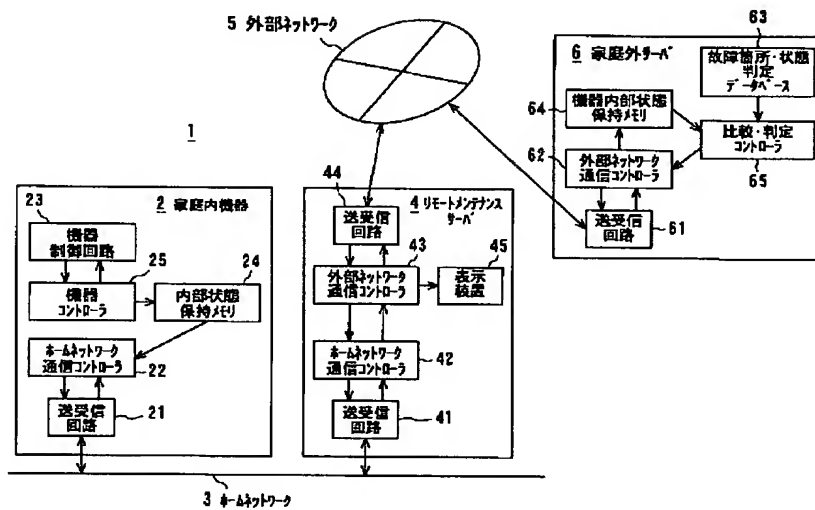 5 外部ネットワーク
1
2 家庭内機器
23
機器
制御回路
25
機器
コントローラ
24
内部状態
保持メモリ
ホームネットワーク
通信コントローラ
22
送受信
回路
21
3 ホームネットワーク
4 リモートメンテナンス
サーバ
44
送受信
回路
43
外部ネットワーク
通信コントローラ
45
表示
装置
ホームネットワーク
通信コントローラ
42
送受信
回路
41
6 家庭外サーバ
63
故障箇所・状態
判定
データベース
64
機器内部状態
保持メモリ
62
外部ネットワーク
通信コントローラ
比較・判定
コントローラ
65
送受信
回路
61